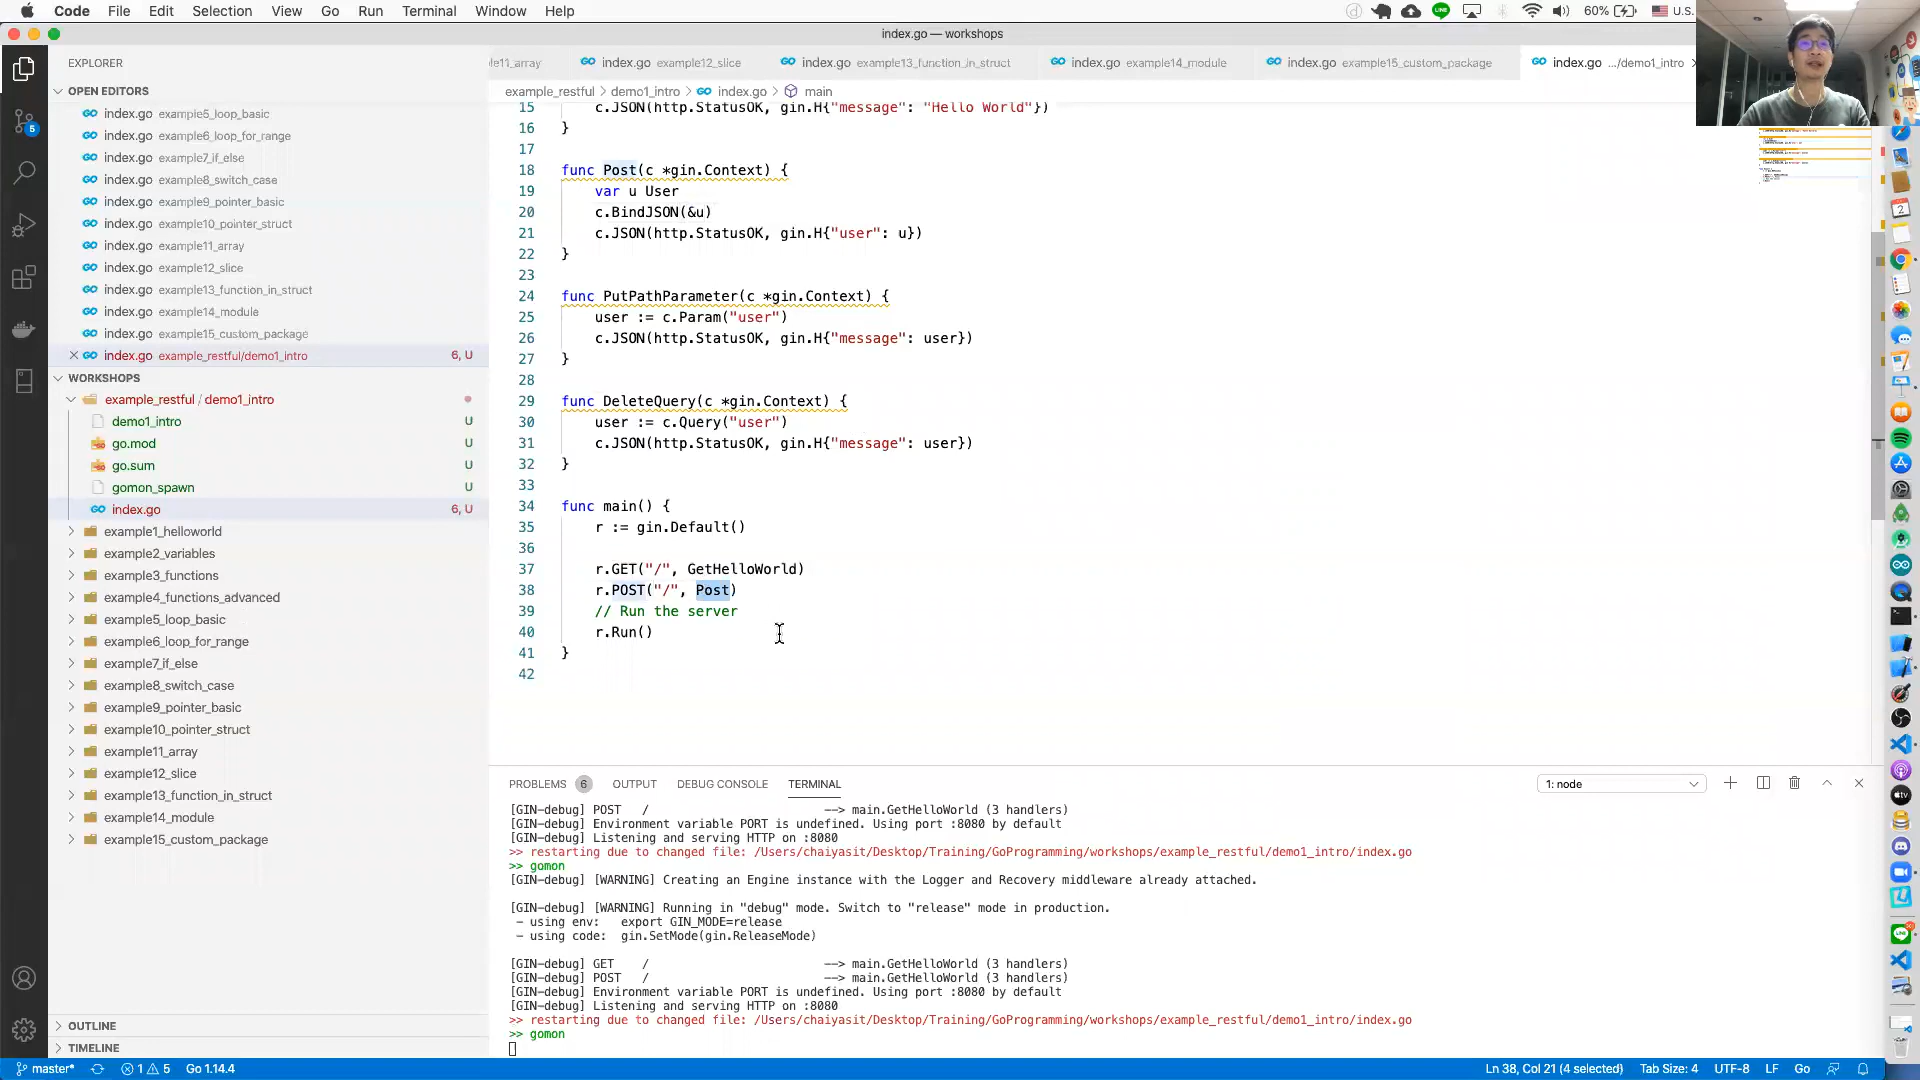 Code File Edit Selection View Go Run Terminal Window Help
60% U.S.
index.go — workshops
EXPLORER
OPEN EDITORS
index.go example5_loop_basic
index.go example6_loop_for_range
index.go example7_if_else
index.go example8_switch_case
index.go example9_pointer_basic
index.go example10_pointer_struct
index.go example11_array
index.go example12_slice
index.go example13_function_in_struct
index.go example14_module
index.go example15_custom_package
index.go example_restful/demo1_intro 6, U
WORKSHOPS
example_restful / demo1_intro
demo1_intro U
go.mod U
go.sum U
gomon_spawn U
index.go 6, U
example1_helloworld
example2_variables
example3_functions
example4_functions_advanced
example5_loop_basic
example6_loop_for_range
example7_if_else
example8_switch_case
example9_pointer_basic
example10_pointer_struct
example11_array
example12_slice
example13_function_in_struct
example14_module
example15_custom_package
OUTLINE
TIMELINE
le11_array index.go example12_slice index.go example13_function_in_struct index.go example14_module index.go example15_custom_package index.go .../demo1_intro
example_restful > demo1_intro > index.go > main
15 c.JSON(http.StatusOK, gin.H{"message": "Hello World"})
16 }
17
18 func Post(c *gin.Context) {
19 var u User
20 c.BindJSON(&u)
21 c.JSON(http.StatusOK, gin.H{"user": u})
22 }
23
24 func PutPathParameter(c *gin.Context) {
25 user := c.Param("user")
26 c.JSON(http.StatusOK, gin.H{"message": user})
27 }
28
29 func DeleteQuery(c *gin.Context) {
30 user := c.Query("user")
31 c.JSON(http.StatusOK, gin.H{"message": user})
32 }
33
34 func main() {
35 r := gin.Default()
36
37 r.GET("/", GetHelloWorld)
38 r.POST("/", Post)
39 // Run the server
40 r.Run()
41 }
42
PROBLEMS 6 OUTPUT DEBUG CONSOLE TERMINAL 1: node
[GIN-debug] POST / --> main.GetHelloWorld (3 handlers)
[GIN-debug] Environment variable PORT is undefined. Using port :8080 by default
[GIN-debug] Listening and serving HTTP on :8080
>> restarting due to changed file: /Users/chaiyasit/Desktop/Training/GoProgramming/workshops/example_restful/demo1_intro/index.go
>> gomon
[GIN-debug] [WARNING] Creating an Engine instance with the Logger and Recovery middleware already attached.
[GIN-debug] [WARNING] Running in "debug" mode. Switch to "release" mode in production.
- using env: export GIN_MODE=release
- using code: gin.SetMode(gin.ReleaseMode)
[GIN-debug] GET / --> main.GetHelloWorld (3 handlers)
[GIN-debug] POST / --> main.GetHelloWorld (3 handlers)
[GIN-debug] Environment variable PORT is undefined. Using port :8080 by default
[GIN-debug] Listening and serving HTTP on :8080
>> restarting due to changed file: /Users/chaiyasit/Desktop/Training/GoProgramming/workshops/example_restful/demo1_intro/index.go
>> gomon
master* 1 5 Go 1.14.4 Ln 38, Col 21 (4 selected) Tab Size: 4 UTF-8 LF Go